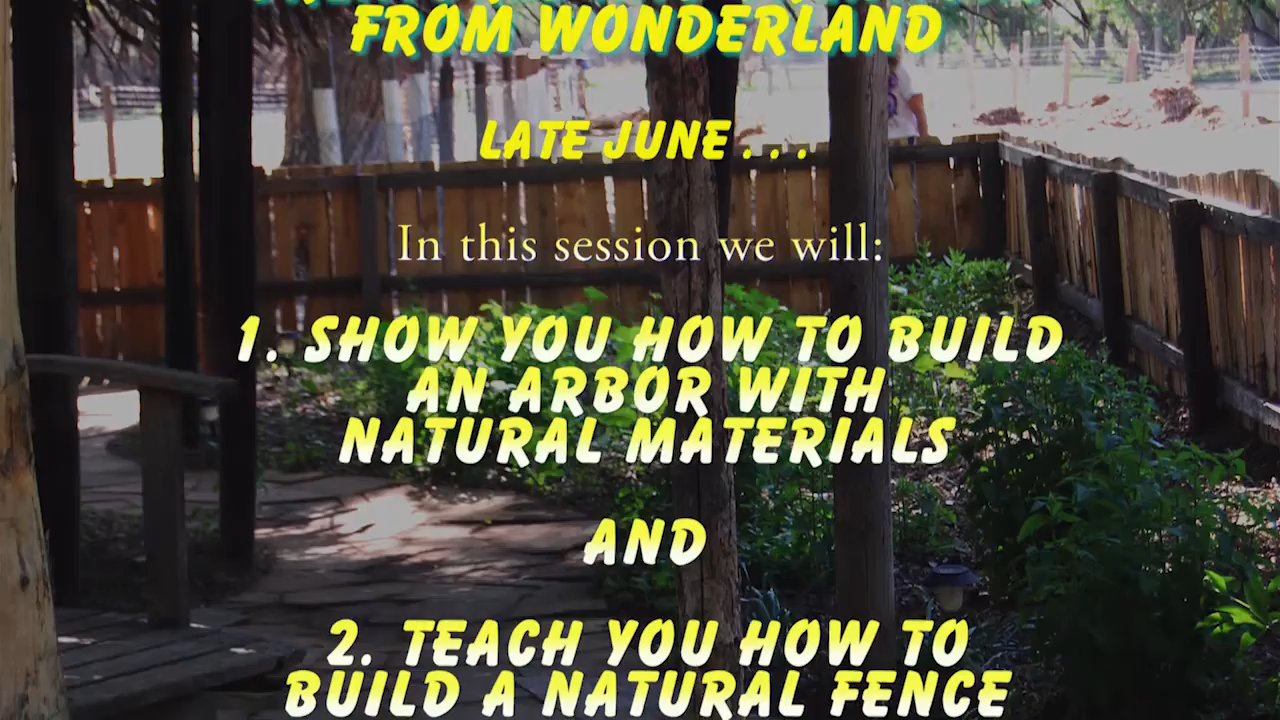 FROM WONDERLAND
LATE JUNE . . .
In this session we will:
1. SHOW YOU HOW TO BUILD
AN ARBOR WITH
NATURAL MATERIALS
AND
2. TEACH YOU HOW TO
BUILD A NATURAL FENCE